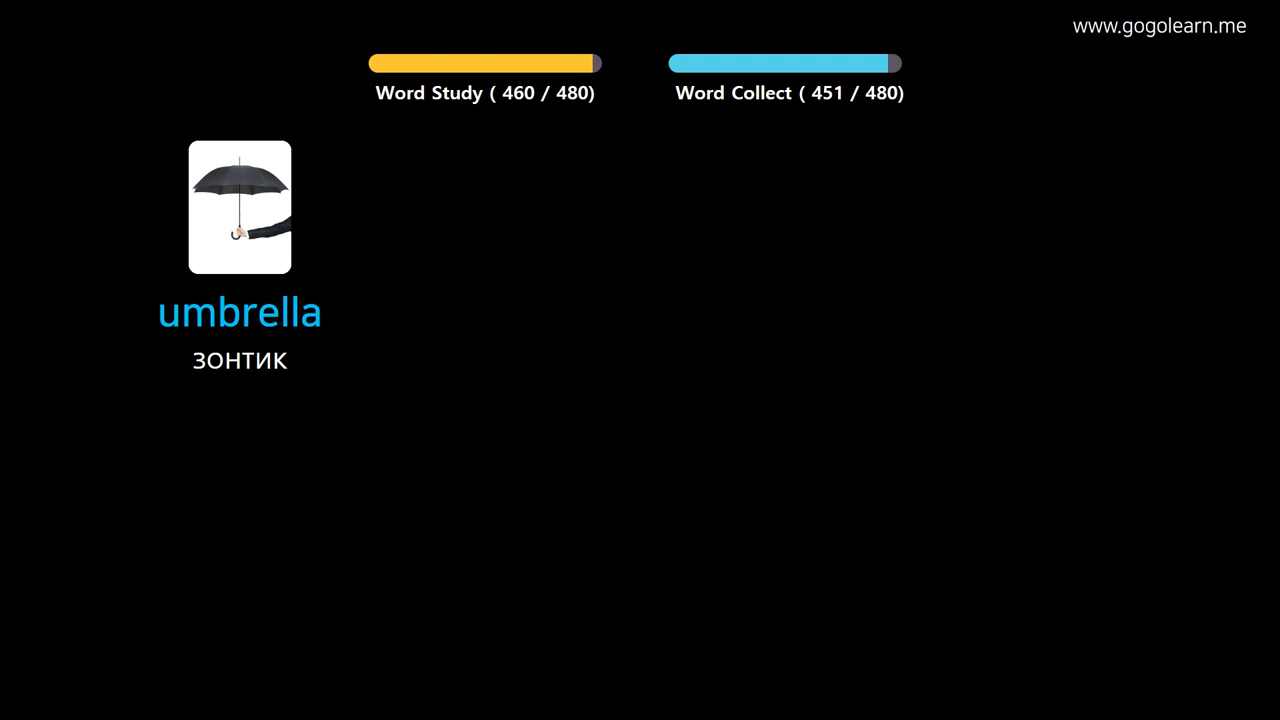 www.gogolearn.me
Word Study ( 460 / 480)
Word Collect ( 451 / 480)
umbrella
зонтик